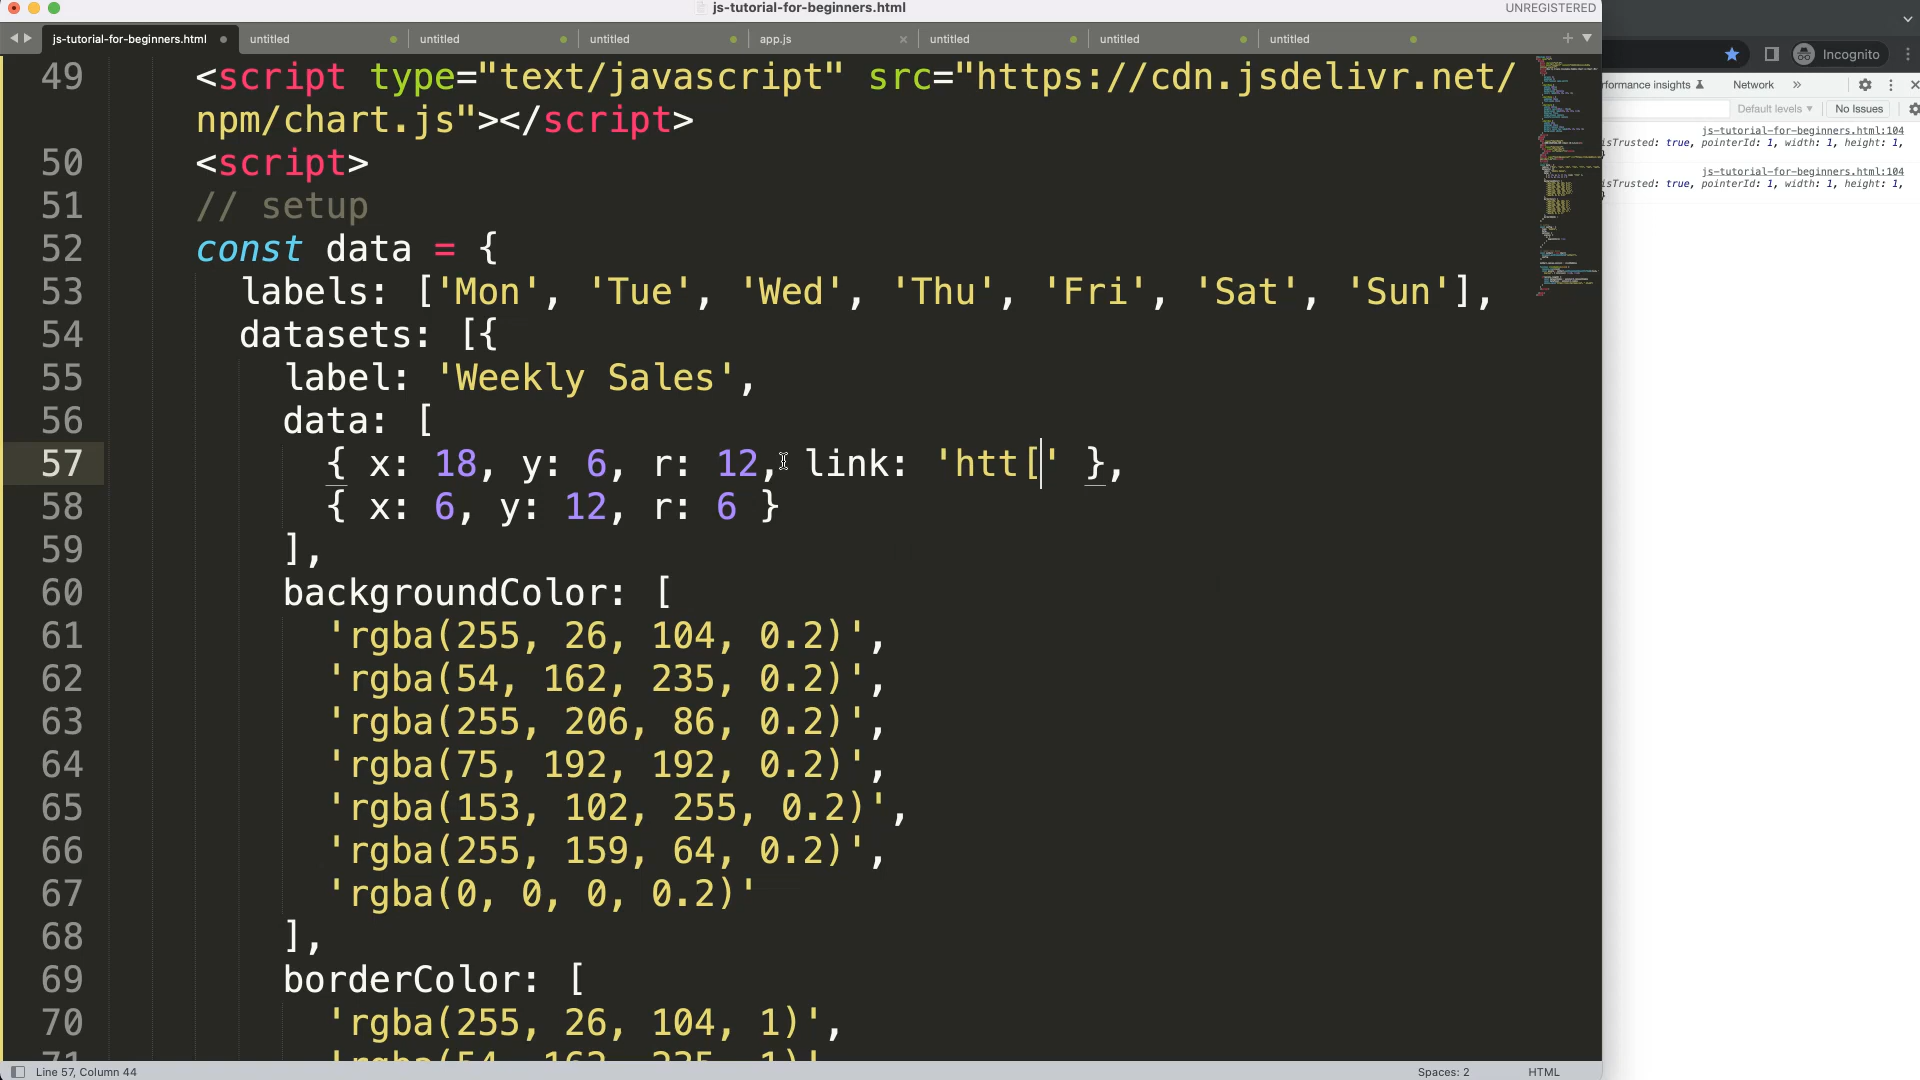 js-tutorial-for-beginners.html
UNREGISTERED
js-tutorial-for-beginners.html
untitled
untitled
untitled
app.js
untitled
untitled
untitled
Incognito
49 <script type="text/javascript" src="https://cdn.jsdelivr.net/
npm/chart.js"></script>
50 <script>
51 // setup
52 const data = {
53 labels: ['Mon', 'Tue', 'Wed', 'Thu', 'Fri', 'Sat', 'Sun'],
54 datasets: [{
55 label: 'Weekly Sales',
56 data: [
57 { x: 18, y: 6, r: 12, link: 'htt[' },
58 { x: 6, y: 12, r: 6 }
59 ],
60 backgroundColor: [
61 'rgba(255, 26, 104, 0.2)',
62 'rgba(54, 162, 235, 0.2)',
63 'rgba(255, 206, 86, 0.2)',
64 'rgba(75, 192, 192, 0.2)',
65 'rgba(153, 102, 255, 0.2)',
66 'rgba(255, 159, 64, 0.2)',
67 'rgba(0, 0, 0, 0.2)'
68 ],
69 borderColor: [
70 'rgba(255, 26, 104, 1)',
71 'rgba(54, 162, 235, 1)'
rformance insights
Network
Default levels
No Issues
js-tutorial-for-beginners.html:104
isTrusted: true, pointerId: 1, width: 1, height: 1,
js-tutorial-for-beginners.html:104
isTrusted: true, pointerId: 1, width: 1, height: 1,
Line 57, Column 44
Spaces: 2
HTML